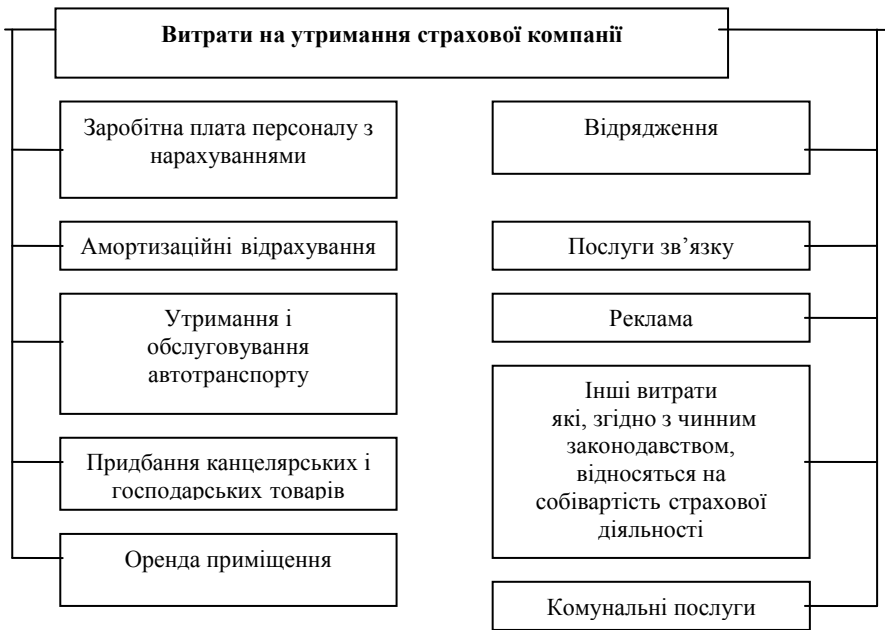 Витрати на утримання страхової компанії
Заробітна плата персоналу з
нарахуваннями
Амортизаційні відрахування
Утримання і
обслуговування
автотранспорту
Придбання канцелярських і
господарських товарів
Оренда приміщення
Відрядження
Послуги зв’язку
Реклама
Інші витрати
які, згідно з чинним
законодавством,
відносяться на
собівартість страхової
діяльності
Комунальні послуги